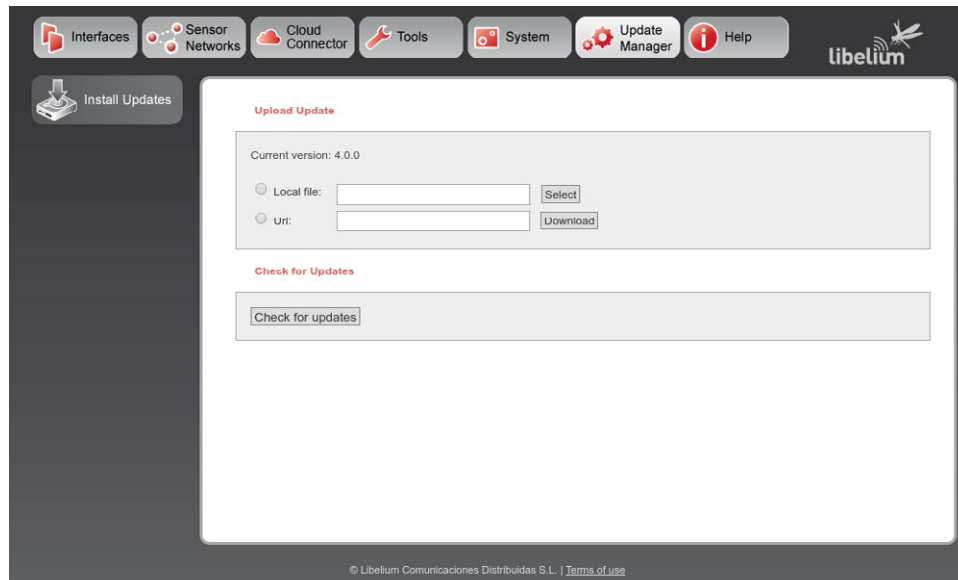 Interfaces
Sensor
Networks
Cloud
Connector
Tools
System
Update
Manager
Help
libelium
Install Updates
Upload Update
Current version: 4.0.0
Local file:
Select
Url:
Download
Check for Updates
Check for updates
© Libelium Comunicaciones Distribuidas S.L. | Terms of use